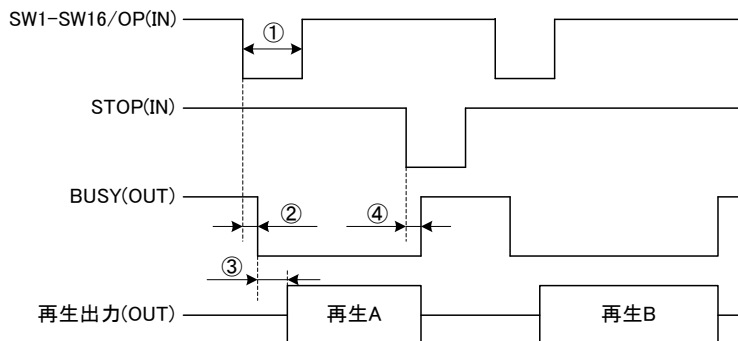 SW1-SW16/OP(IN)
①
STOP(IN)
BUSY(OUT)
②
④
③
再生出力(OUT)
再生A
再生B